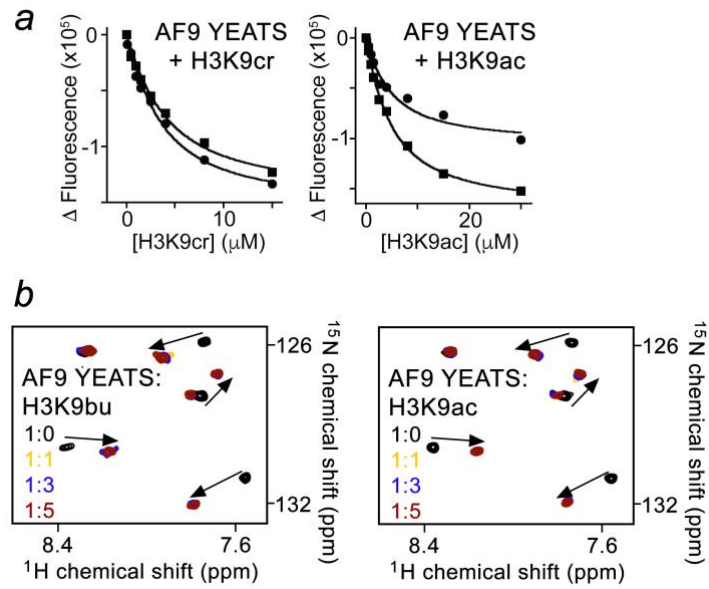 a
AF9 YEATS
+ H3K9cr
Δ Fluorescence (x10⁵)
0
-1
0
10
[H3K9cr] (μM)
AF9 YEATS
+ H3K9ac
Δ Fluorescence (x10⁵)
0
-1
0
20
[H3K9ac] (μM)
b
AF9 YEATS:
H3K9bu
1:0
1:1
1:3
1:5
-126
-132
¹⁵N chemical shift (ppm)
8.4
7.6
¹H chemical shift (ppm)
AF9 YEATS:
H3K9ac
1:0
1:1
1:3
1:5
-126
-132
¹⁵N chemical shift (ppm)
8.4
7.6
¹H chemical shift (ppm)